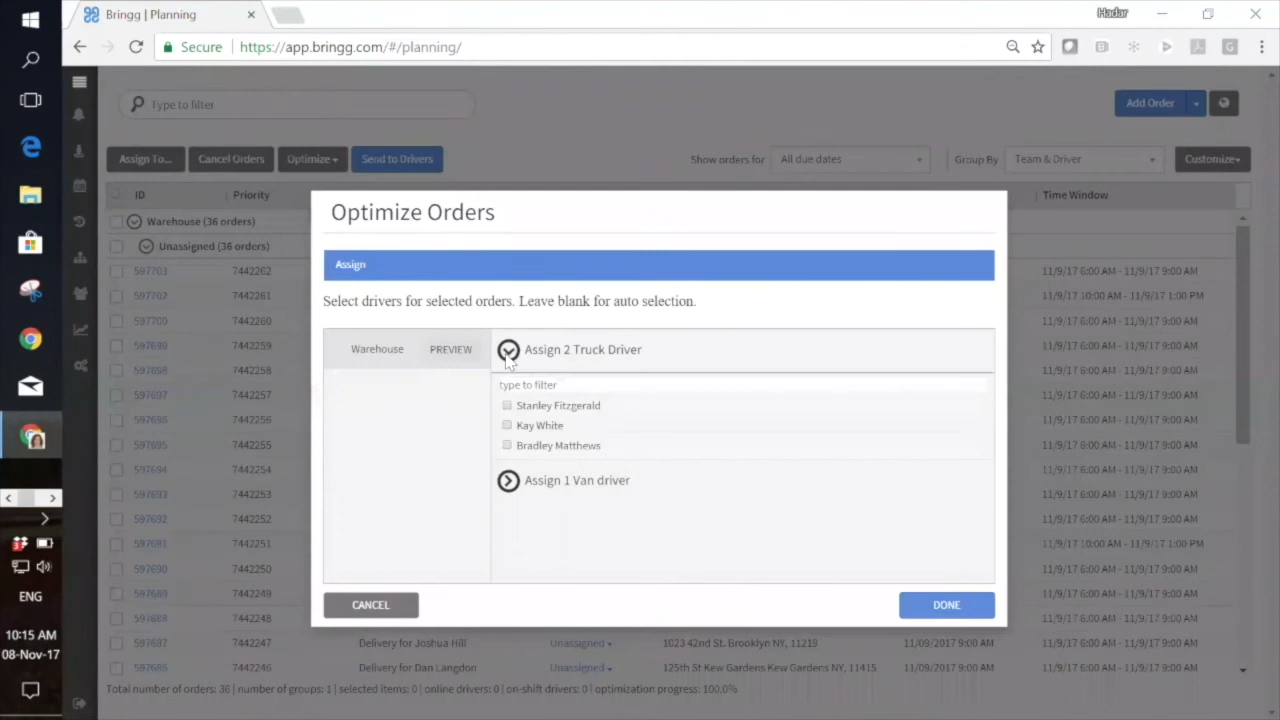 Bringg | Planning
Hadar
Secure
https://app.bringg.com/#/planning/
Type to filter
Add Order
Assign To...
Cancel Orders
Optimize
Send to Drivers
Show orders for
All due dates
Group By
Team & Driver
Customize
ID
Priority
Time Window
Warehouse (36 orders)
Unassigned (36 orders)
597703 7442262 11/9/17 6:00 AM - 11/9/17 9:00 AM
597702 7442261 11/9/17 10:00 AM - 11/9/17 1:00 PM
597700 7442260 11/9/17 6:00 AM - 11/9/17 9:00 AM
597690 7442259 11/9/17 6:00 AM - 11/9/17 9:00 AM
597698 7442258 11/9/17 6:00 AM - 11/9/17 9:00 AM
597697 7442257 11/9/17 6:00 AM - 11/9/17 9:00 AM
597696 7442256 11/9/17 6:00 AM - 11/9/17 9:00 AM
597695 7442255 11/9/17 6:00 AM - 11/9/17 9:00 AM
597694 7442254 11/9/17 6:00 AM - 11/9/17 9:00 AM
597693 7442253 11/9/17 6:00 AM - 11/9/17 9:00 AM
597692 7442252 11/9/17 6:00 AM - 11/9/17 9:00 AM
597691 7442251 11/9/17 10:00 AM - 11/9/17 1:00 PM
597690 7442250 11/9/17 6:00 AM - 11/9/17 9:00 AM
597689 7442249 11/9/17 6:00 AM - 11/9/17 9:00 AM
597688 7442248 11/9/17 6:00 AM - 11/9/17 9:00 AM
597687 7442247 Delivery for Joshua Hill Unassigned 1023 42nd St. Brooklyn NY, 11219 11/09/2017 9:00 AM 11/9/17 6:00 AM - 11/9/17 9:00 AM
597686 7442246 Delivery for Dan Langdon Unassigned 125th St Kew Gardens Kew Gardens NY, 11415 11/09/2017 9:00 AM 11/9/17 6:00 AM - 11/9/17 9:00 AM
Total number of orders: 36 | number of groups: 1 | selected items: 0 | online drivers: 0 | on-shift drivers: 0 | optimization progress: 100.0%
Optimize Orders
Assign
Select drivers for selected orders. Leave blank for auto selection.
Warehouse
PREVIEW
Assign 2 Truck Driver
type to filter
Stanley Fitzgerald
Kay White
Bradley Matthews
Assign 1 Van driver
CANCEL
DONE
ENG
10:15 AM
08-Nov-17